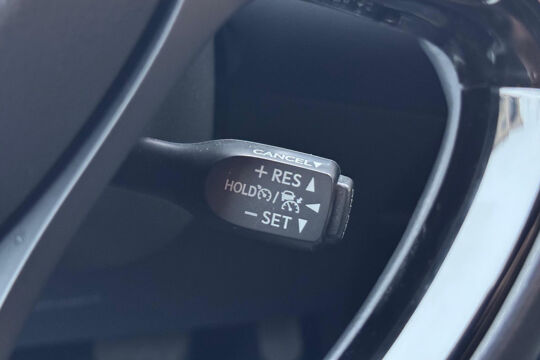 CANCEL
+ RES
HOLD /
− SET